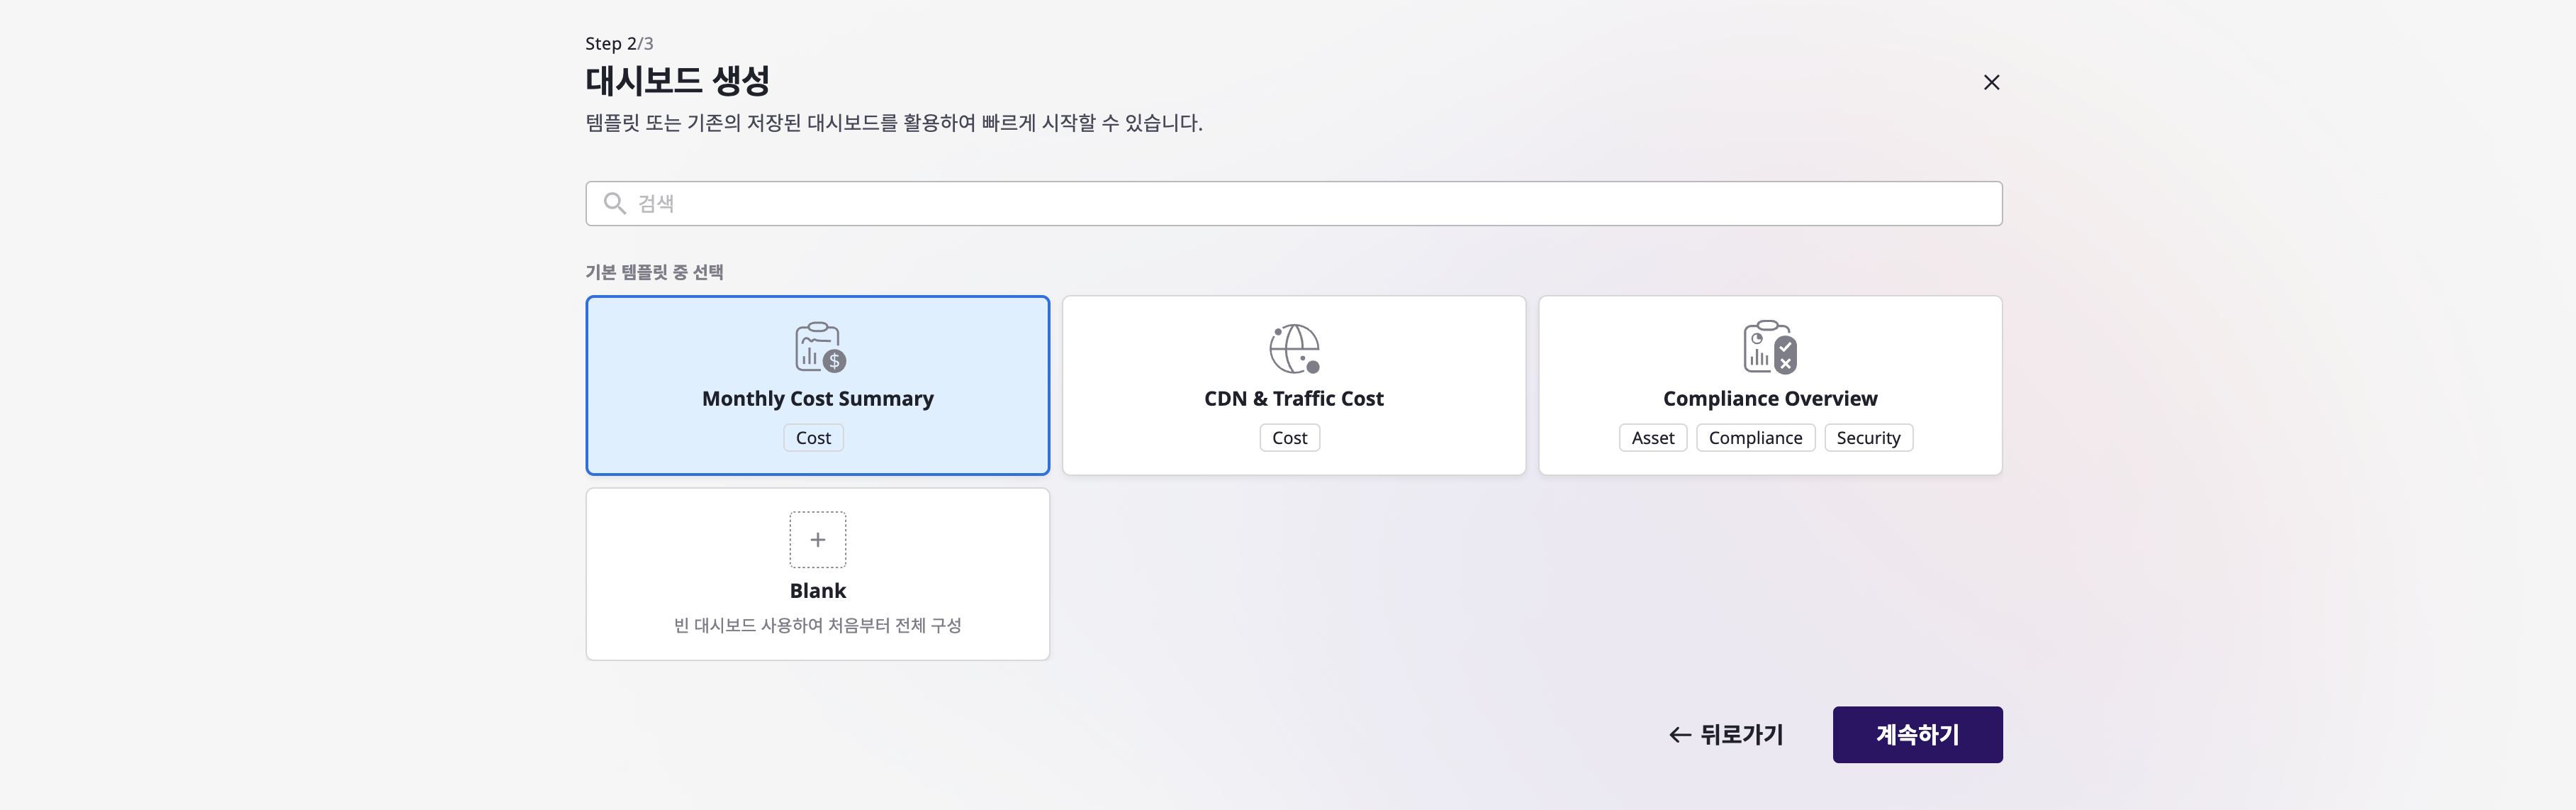 Step 2/3
대시보드 생성
템플릿 또는 기존의 저장된 대시보드를 활용하여 빠르게 시작할 수 있습니다.
검색
기본 템플릿 중 선택
Monthly Cost Summary
Cost
CDN & Traffic Cost
Cost
Compliance Overview
Asset Compliance Security
Blank
빈 대시보드 사용하여 처음부터 전체 구성
뒤로가기
계속하기